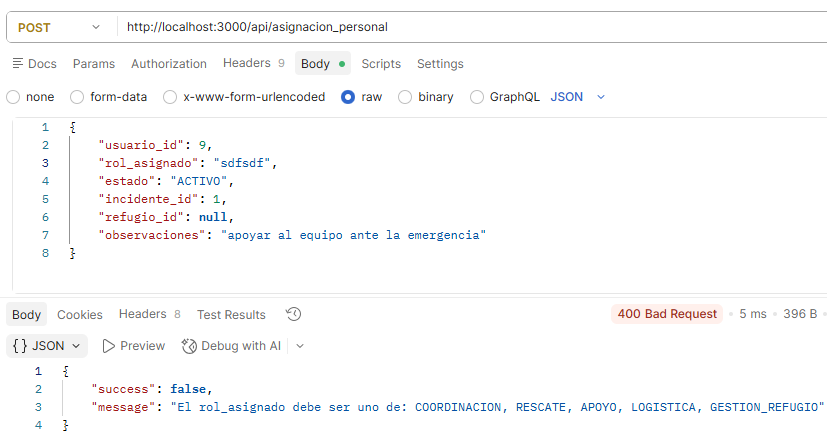 POST http://localhost:3000/api/asignacion_personal
Docs Params Authorization Headers 9 Body Scripts Settings
none form-data x-www-form-urlencoded raw binary GraphQL JSON
1 {
2 "usuario_id": 9,
3 "rol_asignado": "sdfsdf",
4 "estado": "ACTIVO",
5 "incidente_id": 1,
6 "refugio_id": null,
7 "observaciones": "apoyar al equipo ante la emergencia"
8 }
Body Cookies Headers 8 Test Results 400 Bad Request • 5 ms • 396 B
{} JSON Preview Debug with AI
1 {
2 "success": false,
3 "message": "El rol_asignado debe ser uno de: COORDINACION, RESCATE, APOYO, LOGISTICA, GESTION_REFUGIO"
4 }